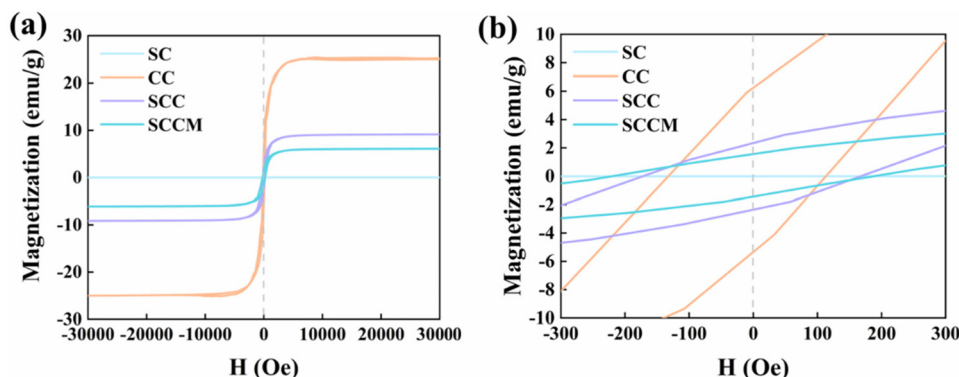 (a)
Magnetization (emu/g)
30
20
10
0
-10
-20
-30
SC
CC
SCC
SCCM
-30000 -20000 -10000 0 10000 20000 30000
H (Oe)
(b)
Magnetization (emu/g)
10
8
6
4
2
0
-2
-4
-6
-8
-10
SC
CC
SCC
SCCM
-300 -200 -100 0 100 200 300
H (Oe)